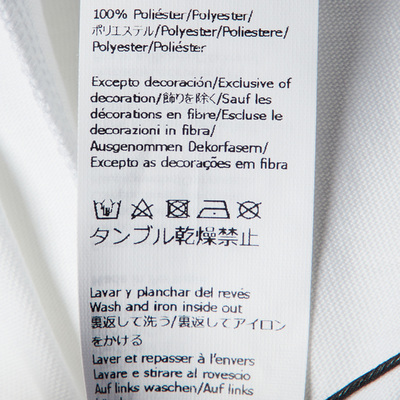 100% Poliéster/Polyester/
ポリエステル/Polyester/Poliestere/
Polyester/Poliéster
Excepto decoración/Exclusive of
decoration/飾りを除く/Sauf les
décorations en fibre/Escluse le
decorazioni in fibra/
Ausgenommen Dekorfasern/
Excepto as decorações em fibra
タンブル乾燥禁止
Lavar y planchar del revés
Wash and iron inside out
裏返して洗う/裏返してアイロン
をかける
Laver et repasser à l'envers
Lavare e stirare al rovescio
Auf links waschen/Auf links